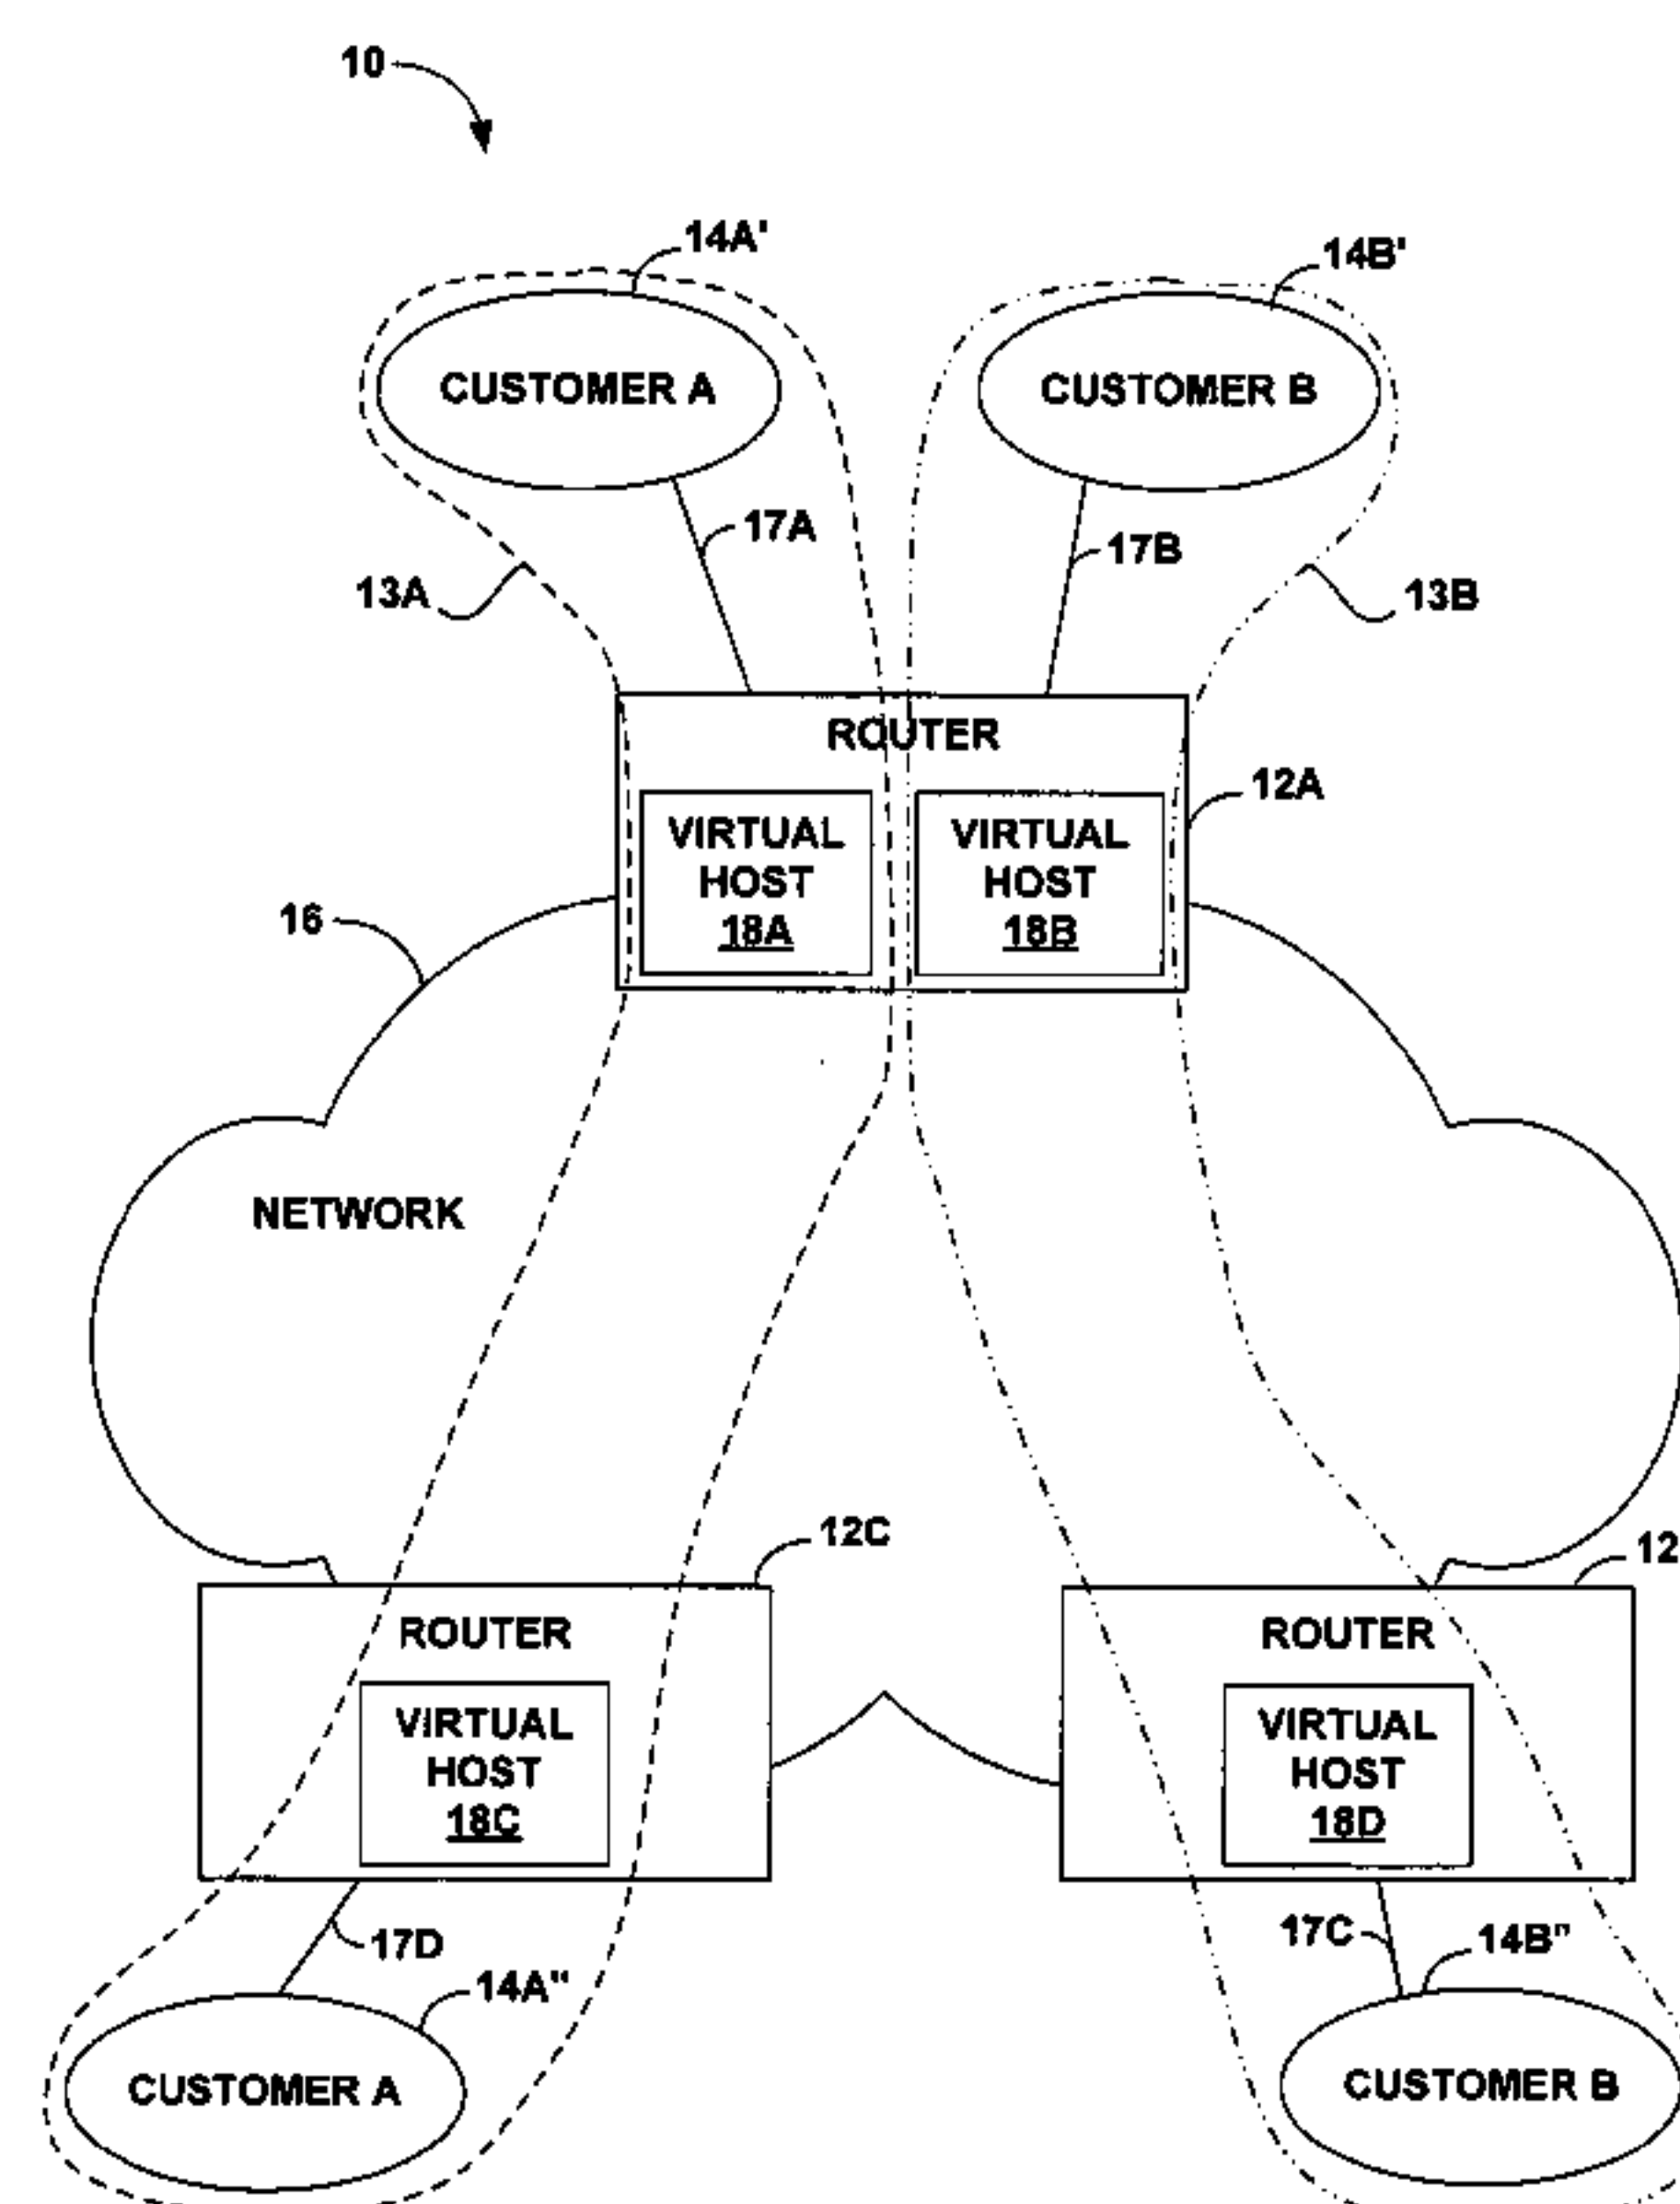 10
14A'
14B'
CUSTOMER A
CUSTOMER B
17A
17B
13A
13B
ROUTER
12A
VIRTUAL
HOST
18A
VIRTUAL
HOST
18B
16
NETWORK
12C
12
ROUTER
ROUTER
VIRTUAL
HOST
18C
VIRTUAL
HOST
18D
17D
17C
14B"
14A"
CUSTOMER A
CUSTOMER B